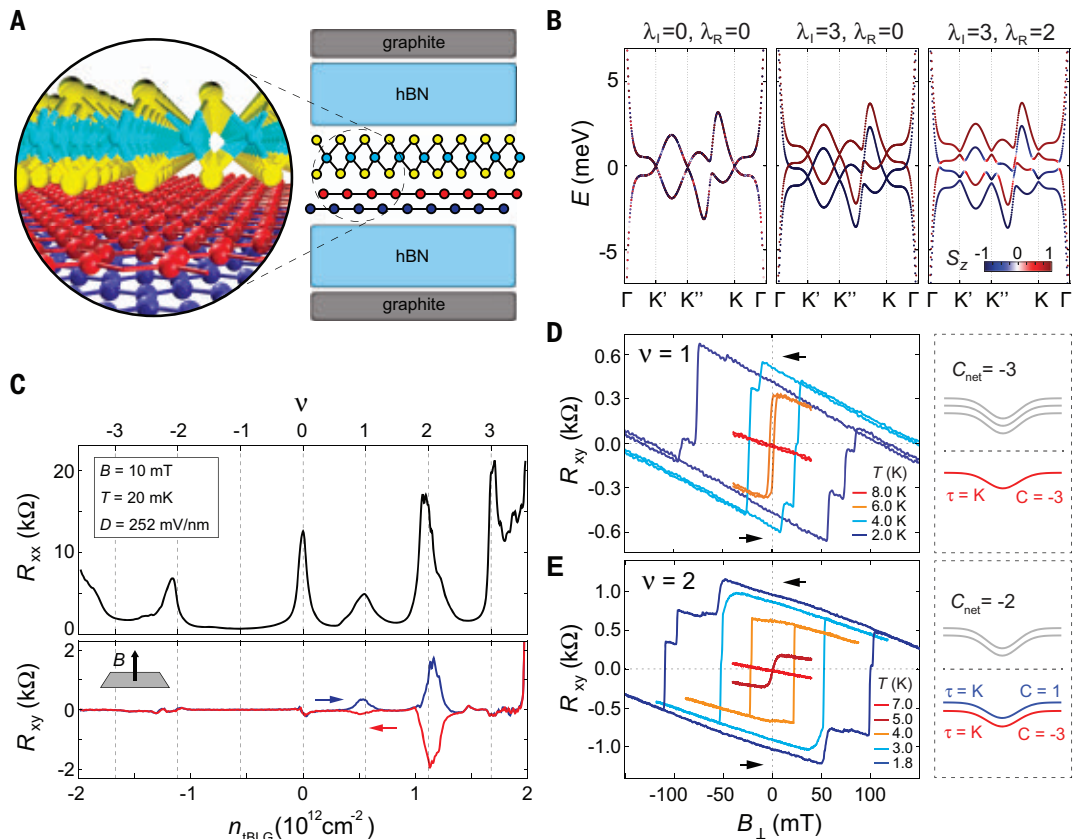 A
graphite
hBN
hBN
graphite
B
λI=0, λR=0
λI=3, λR=0
λI=3, λR=2
E (meV)
5
0
-5
Sz -1 0 1
Γ K' K'' K Γ
Γ K' K'' K Γ
Γ K' K'' K Γ
C
ν
-3 -2 -1 0 1 2 3
Rxx (kΩ)
20
10
0
B = 10 mT
T = 20 mK
D = 252 mV/nm
Rxy (kΩ)
2
0
-2
B
-2 -1 0 1 2
ntBLG (10¹²cm⁻²)
D
ν = 1
Rxy (kΩ)
0.6
0.3
0.0
-0.3
-0.6
T (K)
8.0 K
6.0 K
4.0 K
2.0 K
Cnet= -3
τ = K C= -3
E
ν = 2
Rxy (kΩ)
1.0
0.5
0.0
-0.5
-1.0
T (K)
7.0
5.0
4.0
3.0
1.8
-100 -50 0 50 100
B⊥ (mT)
Cnet= -2
τ = K C= 1
τ = K C= -3